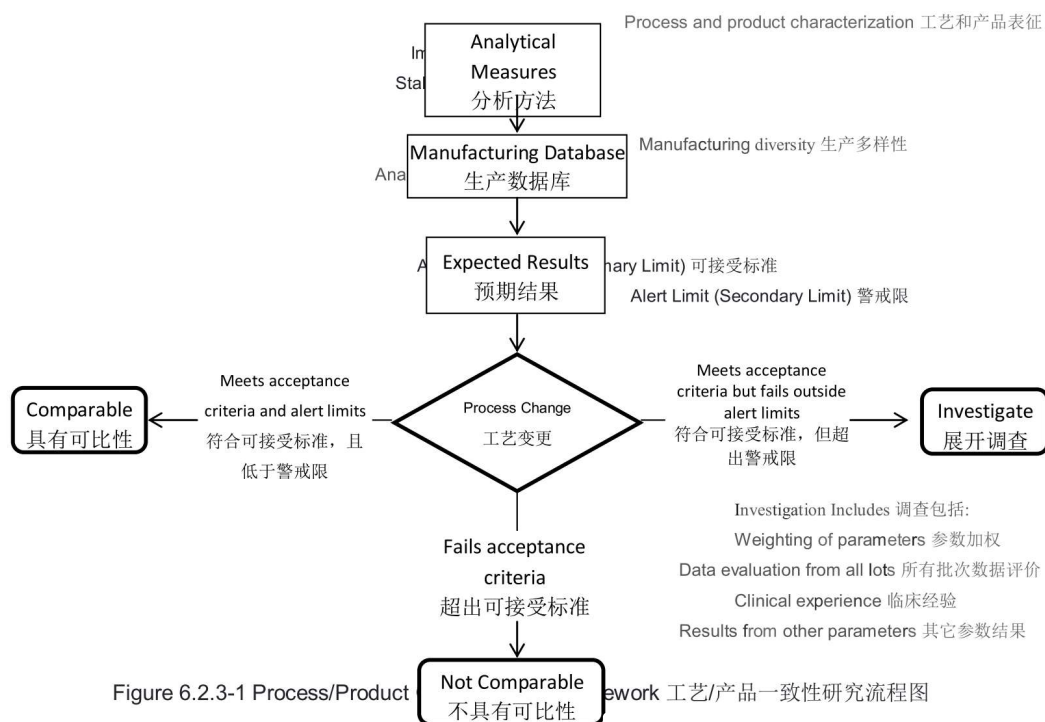 Process and product characterization 工艺和产品表征
Analytical
Measures
分析方法
Manufacturing diversity 生产多样性
Manufacturing Database
生产数据库
Expected Results
预期结果
Limit) 可接受标准
Alert Limit (Secondary Limit) 警戒限
Process Change
工艺变更
Meets acceptance
criteria and alert limits
符合可接受标准，且
低于警戒限
Comparable
具有可比性
Meets acceptance
criteria but fails outside
alert limits
符合可接受标准，但超
出警戒限
Investigate
展开调查
Investigation Includes 调查包括:
Weighting of parameters 参数加权
Data evaluation from all lots 所有批次数据评价
Clinical experience 临床经验
Results from other parameters 其它参数结果
Fails acceptance
criteria
超出可接受标准
Not Comparable
不具有可比性
Figure 6.2.3-1 Process/Product 工艺/产品一致性研究流程图